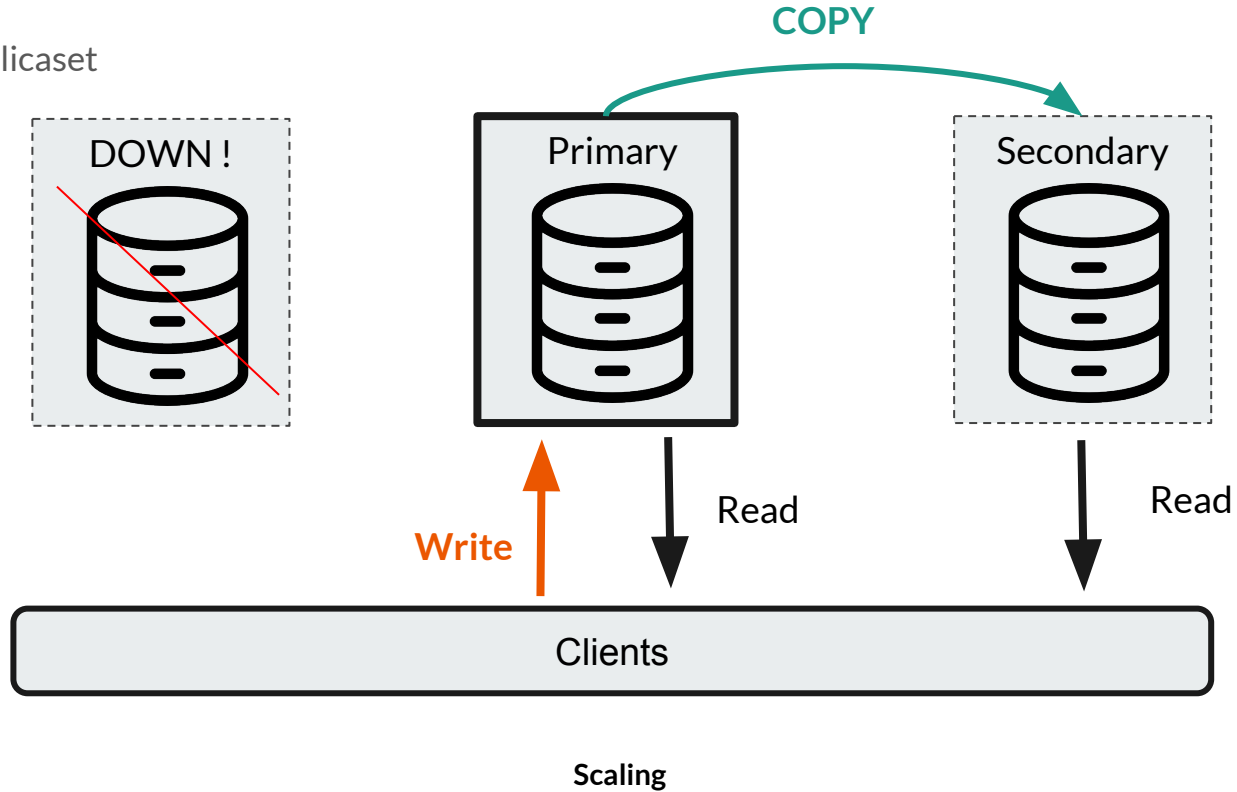 COPY
licaset
DOWN !
Primary
Secondary
Read
Read
Write
Clients
Scaling